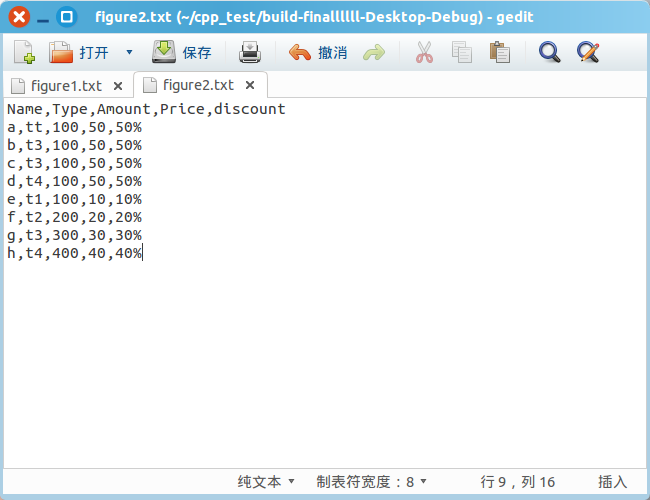 figure2.txt (~/cpp_test/build-finallllll-Desktop-Debug) - gedit
打开 保存 撤消
figure1.txt figure2.txt
Name,Type,Amount,Price,discount
a,tt,100,50,50%
b,t3,100,50,50%
c,t3,100,50,50%
d,t4,100,50,50%
e,t1,100,10,10%
f,t2,200,20,20%
g,t3,300,30,30%
h,t4,400,40,40%
纯文本 制表符宽度：8 行 9，列 16 插入